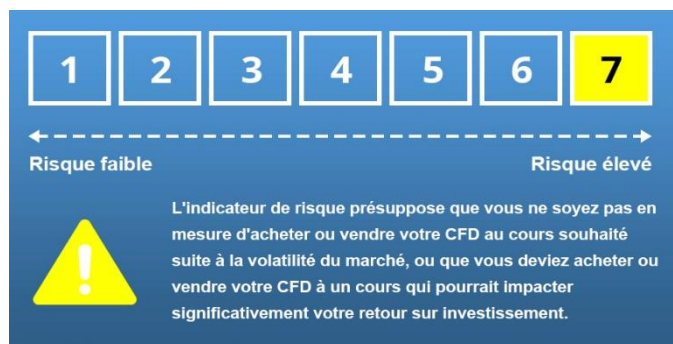 1 2 3 4 5 6 7
Risque faible Risque élevé
L'indicateur de risque présuppose que vous ne soyez pas en
mesure d'acheter ou vendre votre CFD au cours souhaité
suite à la volatilité du marché, ou que vous deviez acheter ou
vendre votre CFD à un cours qui pourrait impacter
significativement votre retour sur investissement.